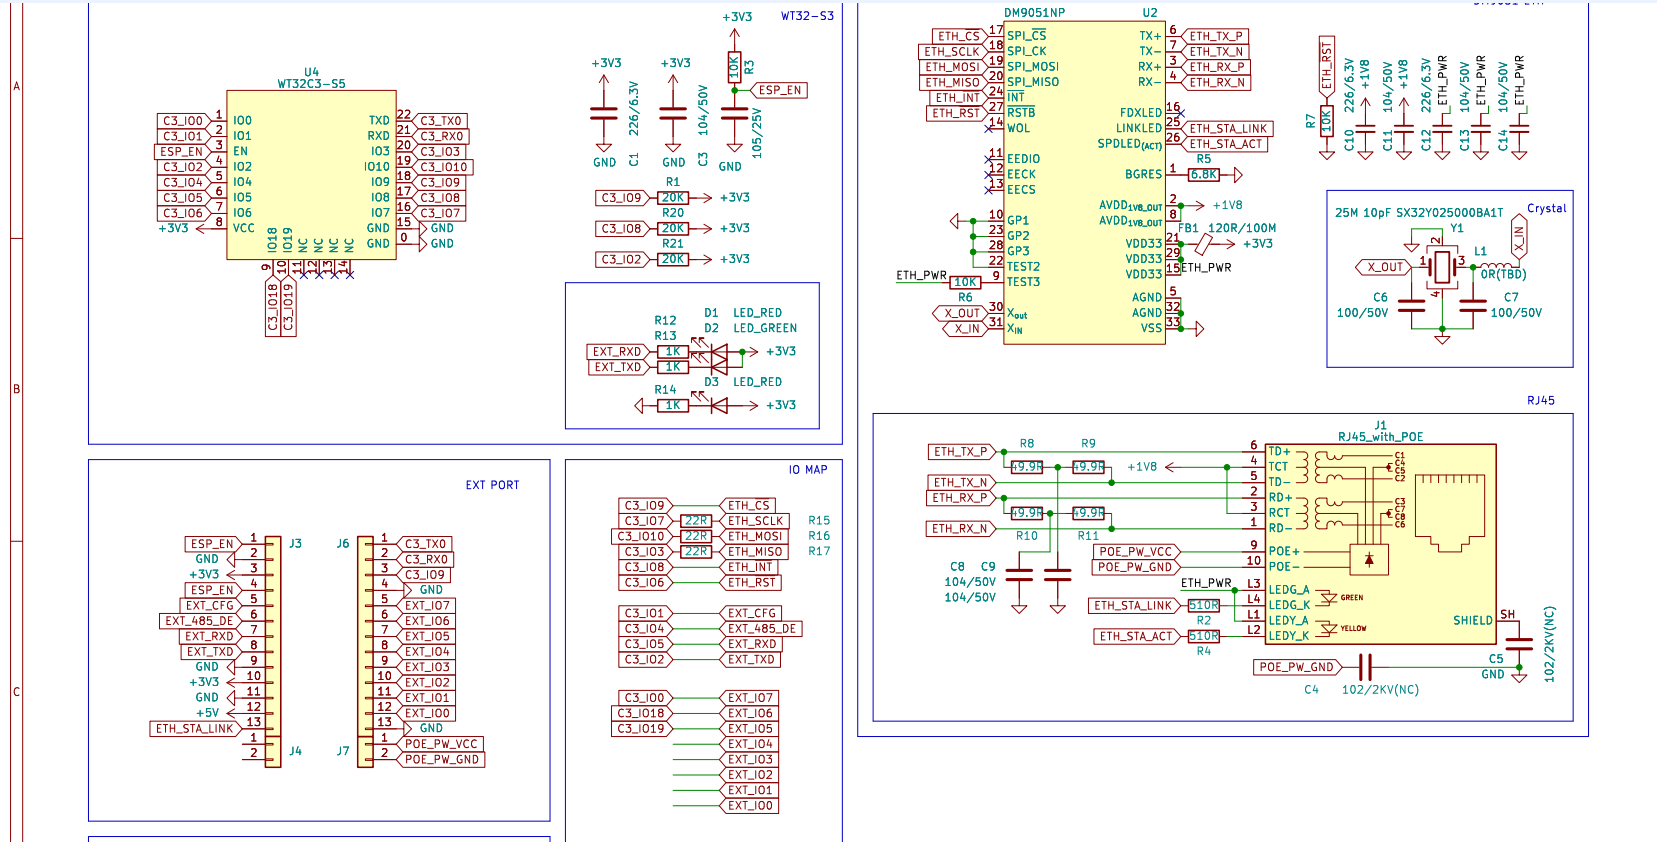 A
B
C
WT32-S3
U4
WT32C3-S5
C3_IO0 1 IO0 TXD 22 C3_TX0
C3_IO1 2 IO1 RXD 21 C3_RX0
ESP_EN 3 EN IO3 20 C3_IO3
C3_IO2 4 IO2 IO10 19 C3_IO10
C3_IO4 5 IO4 IO9 18 C3_IO9
C3_IO5 6 IO5 IO8 17 C3_IO8
C3_IO6 7 IO6 IO7 16 C3_IO7
+3V3 8 VCC GND 15 GND
GND 0 GND
IO18 IO19 NC NC NC NC
9 10 11 12 13 14
C3_IO18 C3_IO19
+3V3
10K R3
ESP_EN
105/25V
GND
+3V3
226/6.3V
C1
GND
+3V3
104/50V
C3
GND
R1
C3_IO9 20K +3V3
R20
C3_IO8 20K +3V3
R21
C3_IO2 20K +3V3
D1 LED_RED
R12 D2 LED_GREEN
R13
EXT_RXD 1K +3V3
EXT_TXD 1K
R14 D3 LED_RED
1K +3V3
EXT PORT
J3
ESP_EN 1
GND 2
+3V3 3
ESP_EN 4
EXT_CFG 5
EXT_485_DE 6
EXT_RXD 7
EXT_TXD 8
GND 9
+3V3 10
GND 11
+5V 12
ETH_STA_LINK 13
J4
1
2
J6
1 C3_TX0
2 C3_RX0
3 C3_IO9
4 GND
5 EXT_IO7
6 EXT_IO6
7 EXT_IO5
8 EXT_IO4
9 EXT_IO3
10 EXT_IO2
11 EXT_IO1
12 EXT_IO0
13 GND
J7
1 POE_PW_VCC
2 POE_PW_GND
IO MAP
C3_IO9 ETH_CS
C3_IO7 22R ETH_SCLK R15
C3_IO10 22R ETH_MOSI R16
C3_IO3 22R ETH_MISO R17
C3_IO8 ETH_INT
C3_IO6 ETH_RST
C3_IO1 EXT_CFG
C3_IO4 EXT_485_DE
C3_IO5 EXT_RXD
C3_IO2 EXT_TXD
C3_IO0 EXT_IO7
C3_IO18 EXT_IO6
C3_IO19 EXT_IO5
EXT_IO4
EXT_IO3
EXT_IO2
EXT_IO1
EXT_IO0
DM9051NP U2
ETH_CS 17 SPI_CS TX+ 6 ETH_TX_P
ETH_SCLK 18 SPI_CK TX- 7 ETH_TX_N
ETH_MOSI 19 SPI_MOSI RX+ 3 ETH_RX_P
ETH_MISO 20 SPI_MISO RX- 4 ETH_RX_N
ETH_INT 24 INT
ETH_RST 27 RSTB FDXLED 16
14 WOL LINKLED 25 ETH_STA_LINK
SPDLED(ACT) 26 ETH_STA_ACT
11 EEDIO
12 EECK BGRES 1 R5 6.8K
13 EECS
AVDD1V8_OUT 2 +1V8
10 GP1 AVDD1V8_OUT 8
23 GP2 FB1 120R/100M
28 GP3 VDD33 21 +3V3
22 TEST2 VDD33 29
ETH_PWR 10K R6 9 TEST3 VDD33 15 ETH_PWR
AGND 5
X_OUT 30 Xout AGND 32
X_IN 31 XIN VSS 33
ETH_RST
R7 10K
C10 226/6.3V +1V8
C11 104/50V +1V8
C12 226/6.3V ETH_PWR
C13 104/50V ETH_PWR
C14 104/50V ETH_PWR
Crystal
25M 10pF SX32Y025000BA1T
Y1
X_OUT 1 2 3 4 L1 X_IN
0R(TBD)
C6 C7
100/50V 100/50V
RJ45
J1
RJ45_with_POE
ETH_TX_P R8 R9 6 TD+
49.9R 49.9R +1V8 4 TCT
ETH_TX_N 5 TD-
ETH_RX_P 2 RD+
49.9R 49.9R 3 RCT
ETH_RX_N R10 R11 1 RD-
C1
C4
C5
C2
C3
C7
C8
C6
POE_PW_VCC 9 POE+
POE_PW_GND 10 POE-
C8 C9
104/50V
104/50V
ETH_PWR L3 LEDG_A
ETH_STA_LINK 510R L4 LEDG_K GREEN
R2 L1 LEDY_A
ETH_STA_ACT 510R L2 LEDY_K YELLOW
R4
SHIELD SH
102/2KV(NC)
C5
GND
POE_PW_GND
C4 102/2KV(NC)